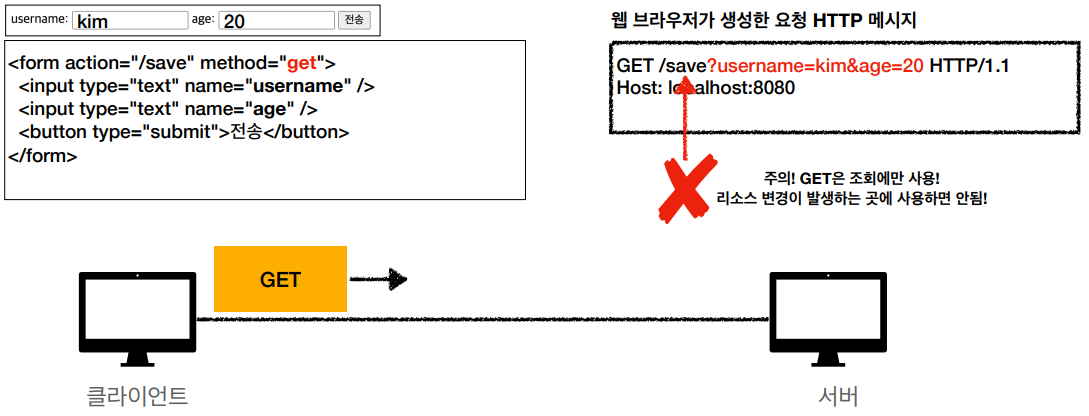 username: kim age: 20 전송
<form action="/save" method="get">
<input type="text" name="username" />
<input type="text" name="age" />
<button type="submit">전송</button>
</form>
웹 브라우저가 생성한 요청 HTTP 메시지
GET /save?username=kim&age=20 HTTP/1.1
Host: localhost:8080
주의! GET은 조회에만 사용!
리소스 변경이 발생하는 곳에 사용하면 안됨!
GET
클라이언트
서버